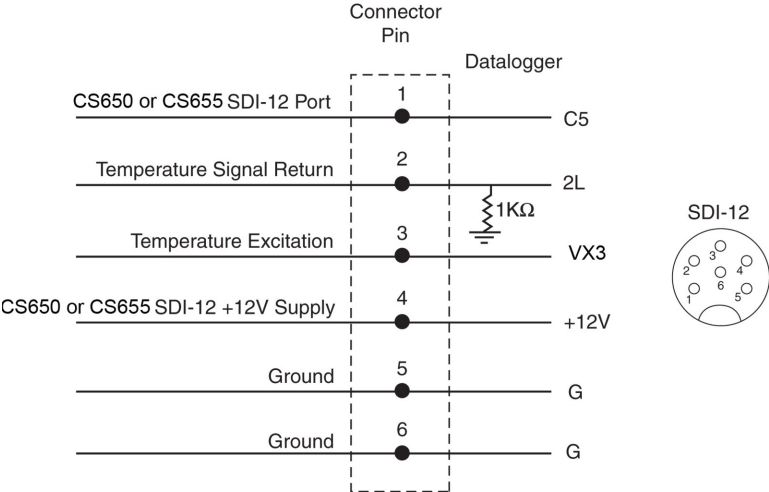 Connector
Pin
Datalogger
CS650 or CS655 SDI-12 Port
1
C5
Temperature Signal Return
2
2L
1KΩ
Temperature Excitation
3
VX3
CS650 or CS655 SDI-12 +12V Supply
4
+12V
Ground
5
G
Ground
6
G
SDI-12
3
2
4
6
1
5